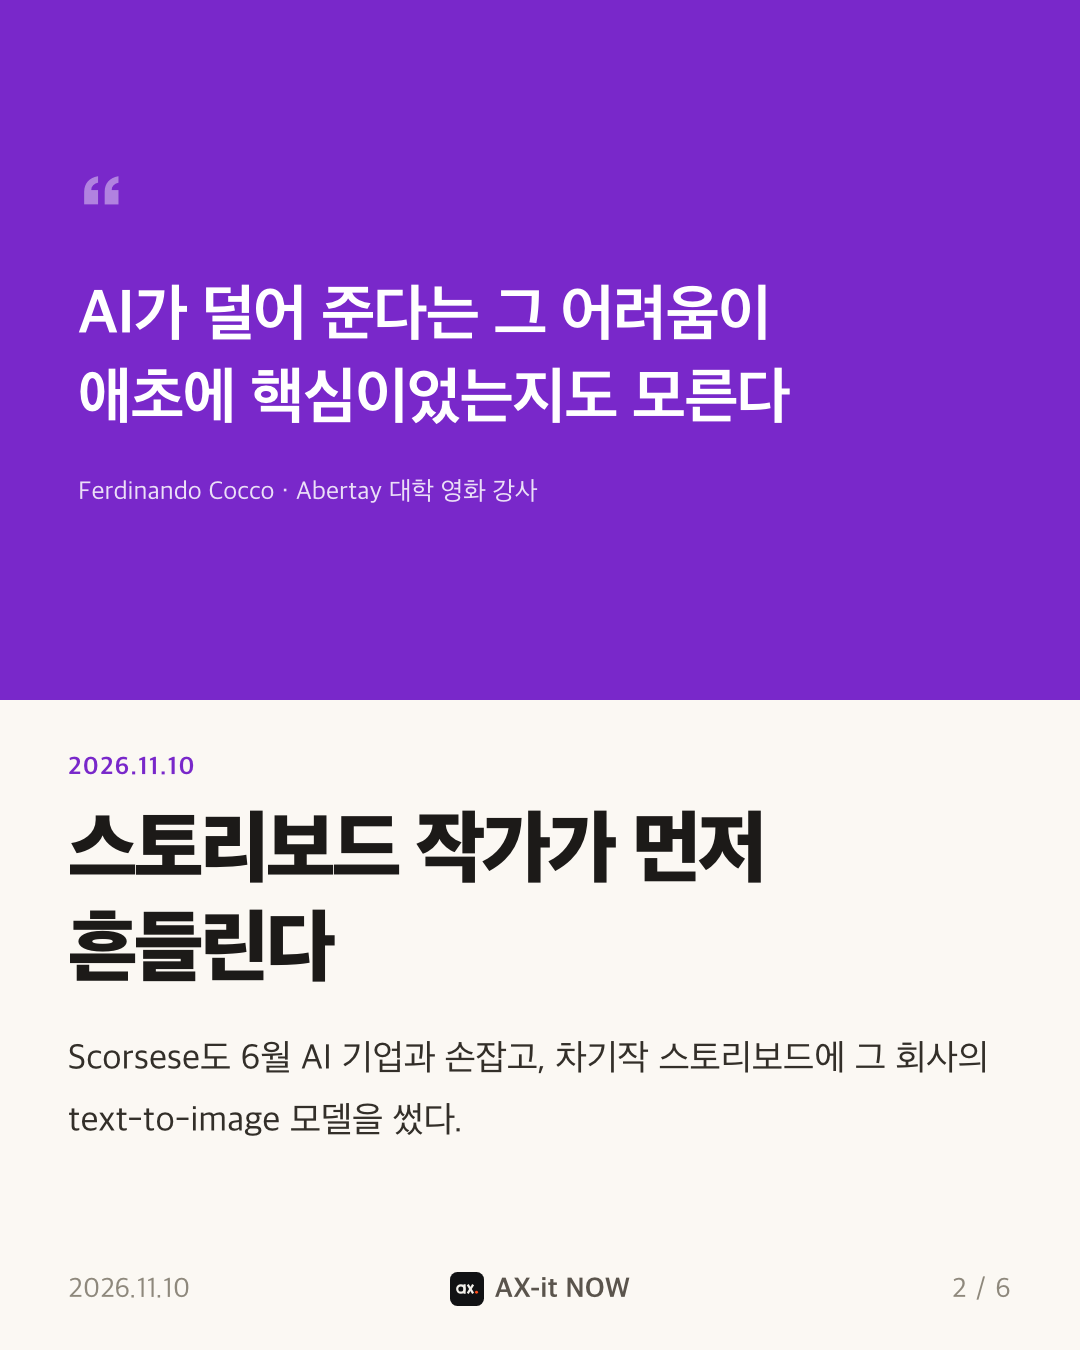 “
AI가 덜어 준다는 그 어려움이
애초에 핵심이었는지도 모른다
Ferdinando Cocco · Abertay 대학 영화 강사
2026.11.10
스토리보드 작가가 먼저
흔들린다
Scorsese도 6월 AI 기업과 손잡고, 차기작 스토리보드에 그 회사의
text-to-image 모델을 썼다.
2026.11.10
ax. AX-it NOW
2 / 6